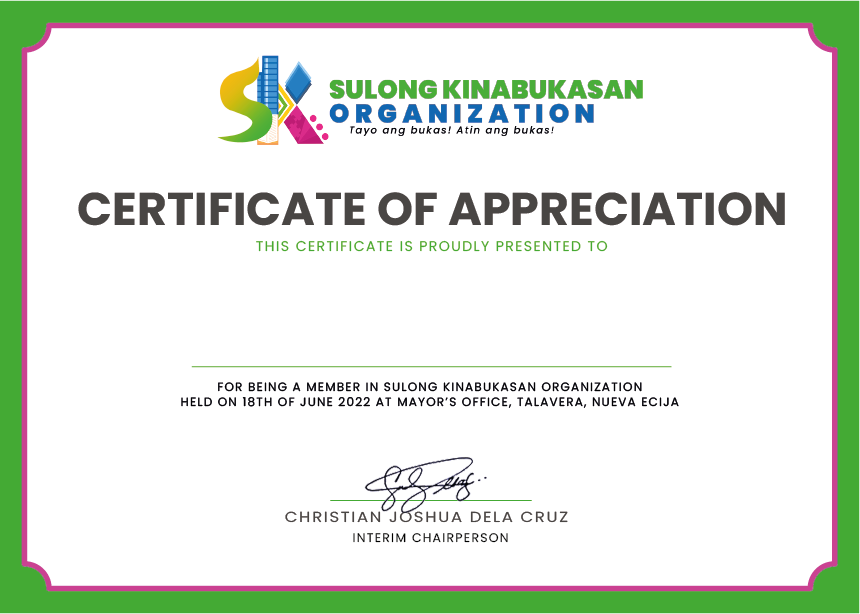 SULONG KINABUKASAN
ORGANIZATION
Tayo ang bukas! Atin ang bukas!
CERTIFICATE OF APPRECIATION
THIS CERTIFICATE IS PROUDLY PRESENTED TO
FOR BEING A MEMBER IN SULONG KINABUKASAN ORGANIZATION
HELD ON 18TH OF JUNE 2022 AT MAYOR'S OFFICE, TALAVERA, NUEVA ECIJA
CHRISTIAN JOSHUA DELA CRUZ
INTERIM CHAIRPERSON